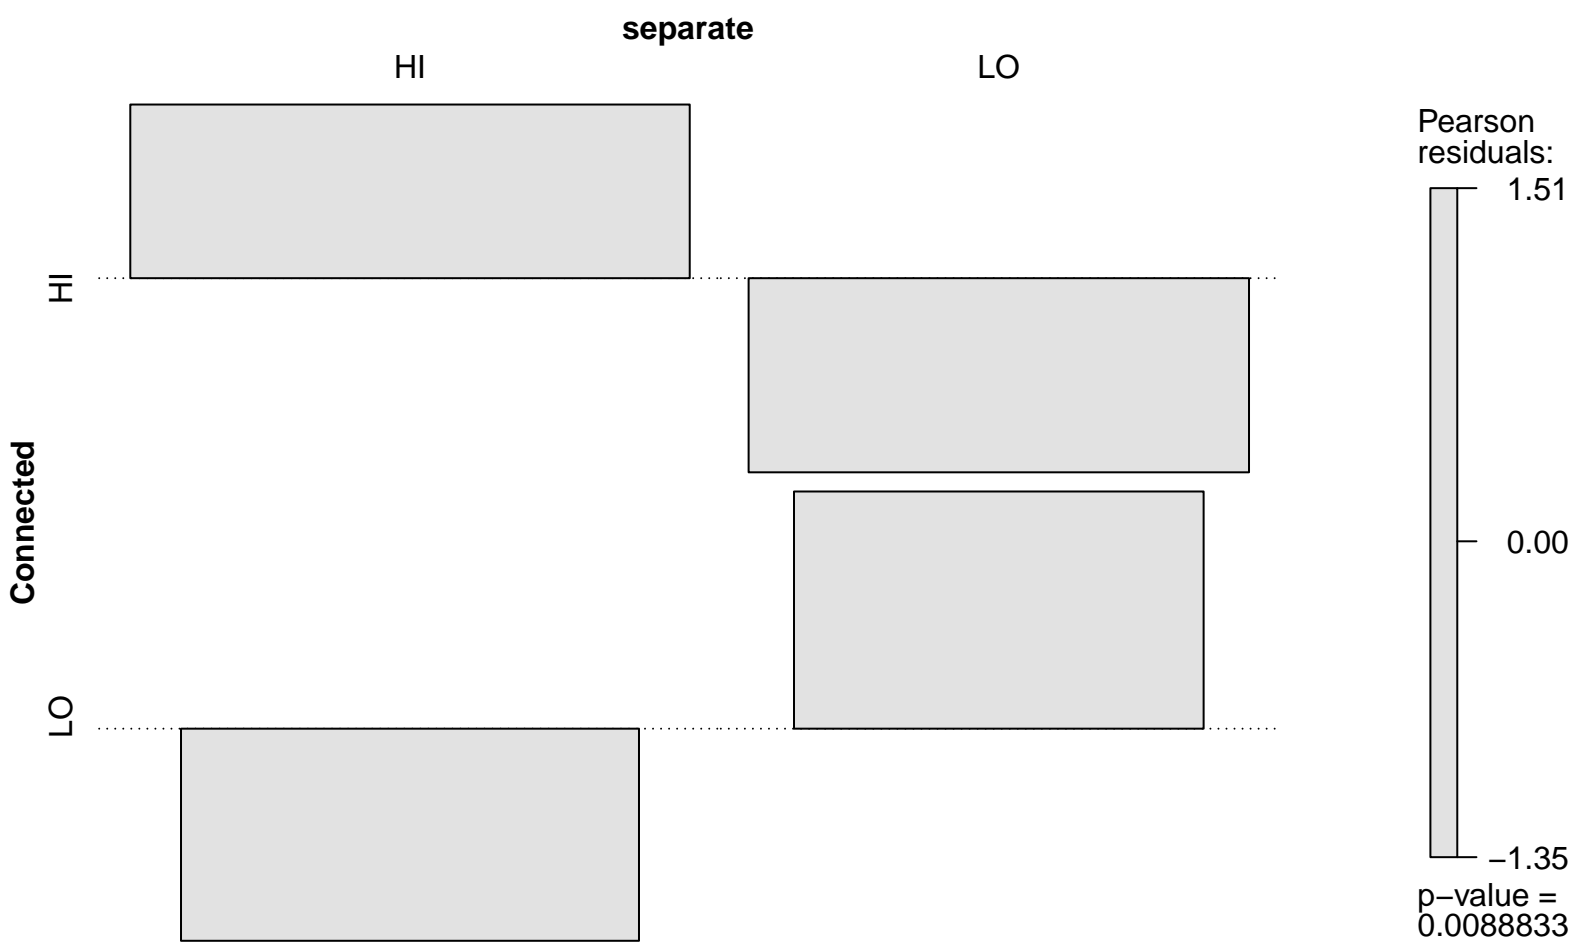 separate
HI
LO
HI
Connected
LO
Pearson
residuals:
1.51
0.00
−1.35
p−value =
0.0088833